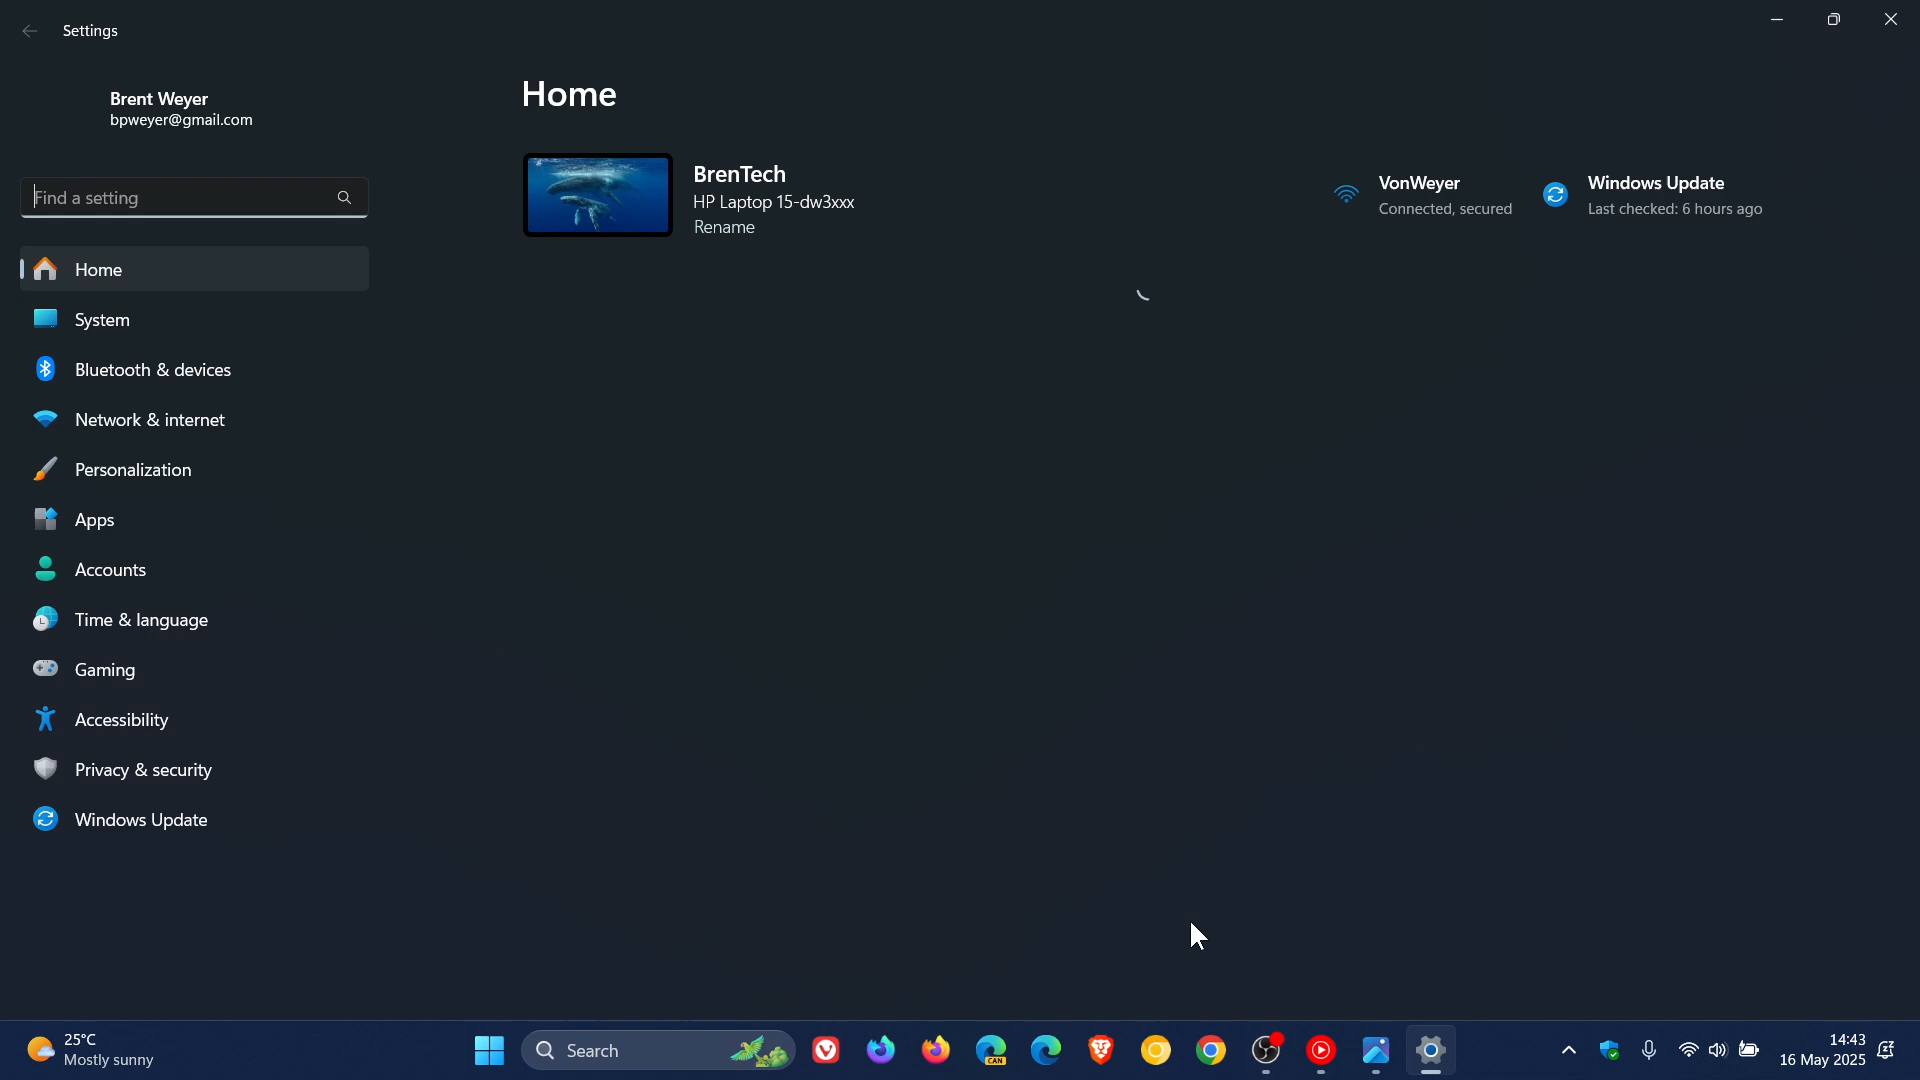 Settings
Brent Weyer
bpweyer@gmail.com
Find a setting
Home
System
Bluetooth & devices
Network & internet
Personalization
Apps
Accounts
Time & language
Gaming
Accessibility
Privacy & security
Windows Update
Home
BrenTech
HP Laptop 15-dw3xxx
Rename
VonWeyer
Connected, secured
Windows Update
Last checked: 6 hours ago
25°C
Mostly sunny
Search
CAN
14:43
16 May 2025